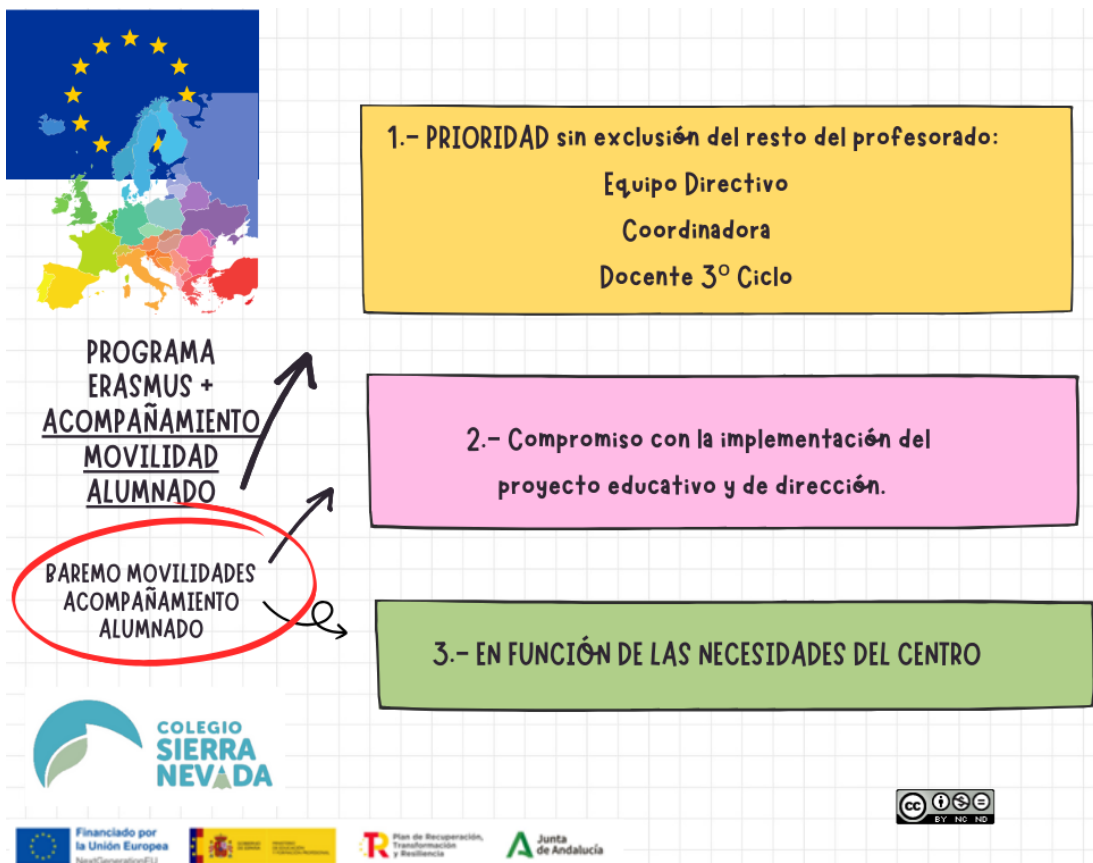 1.- PRIORIDAD sin exclusión del resto del profesorado:
Equipo Directivo
Coordinadora
Docente 3º Ciclo
PROGRAMA
ERASMUS +
ACOMPAÑAMIENTO
MOVILIDAD
ALUMNADO
2.- Compromiso con la implementación del
proyecto educativo y de dirección.
BAREMO MOVILIDADES
ACOMPAÑAMIENTO
ALUMNADO
3.- EN FUNCIÓN DE LAS NECESIDADES DEL CENTRO
COLEGIO
SIERRA
NEVADA
cc
BY NC ND
Financiado por
la Unión Europea
NextGenerationEU
Plan de Recuperación,
Transformación
y Resiliencia
Junta
de Andalucía